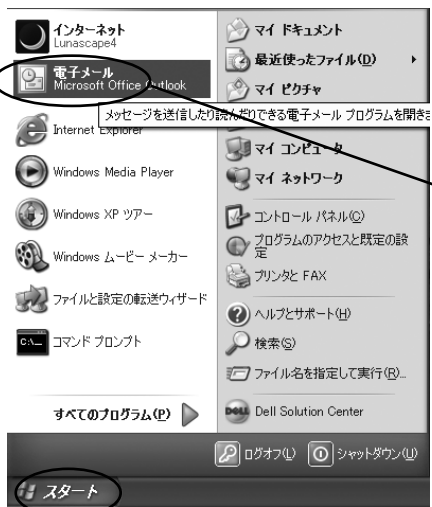 インターネット
Lunascape4
電子メール
Microsoft Office Outlook
メッセージを送信したり読んだりできる電子メール プログラムを開きま
Internet Explorer
Windows Media Player
Windows XP ツアー
Windows ムービー メーカー
ファイルと設定の転送ウィザード
C:\_
コマンド プロンプト
すべてのプログラム(P)
マイ ドキュメント
最近使ったファイル(D)
マイ ピクチャ
マイ コンピュータ
マイ ネットワーク
コントロール パネル(C)
プログラムのアクセスと既定の設
定
プリンタと FAX
ヘルプとサポート(H)
検索(S)
ファイル名を指定して実行(R)...
DELL
Dell Solution Center
ログオフ(L)
シャットダウン(U)
スタート